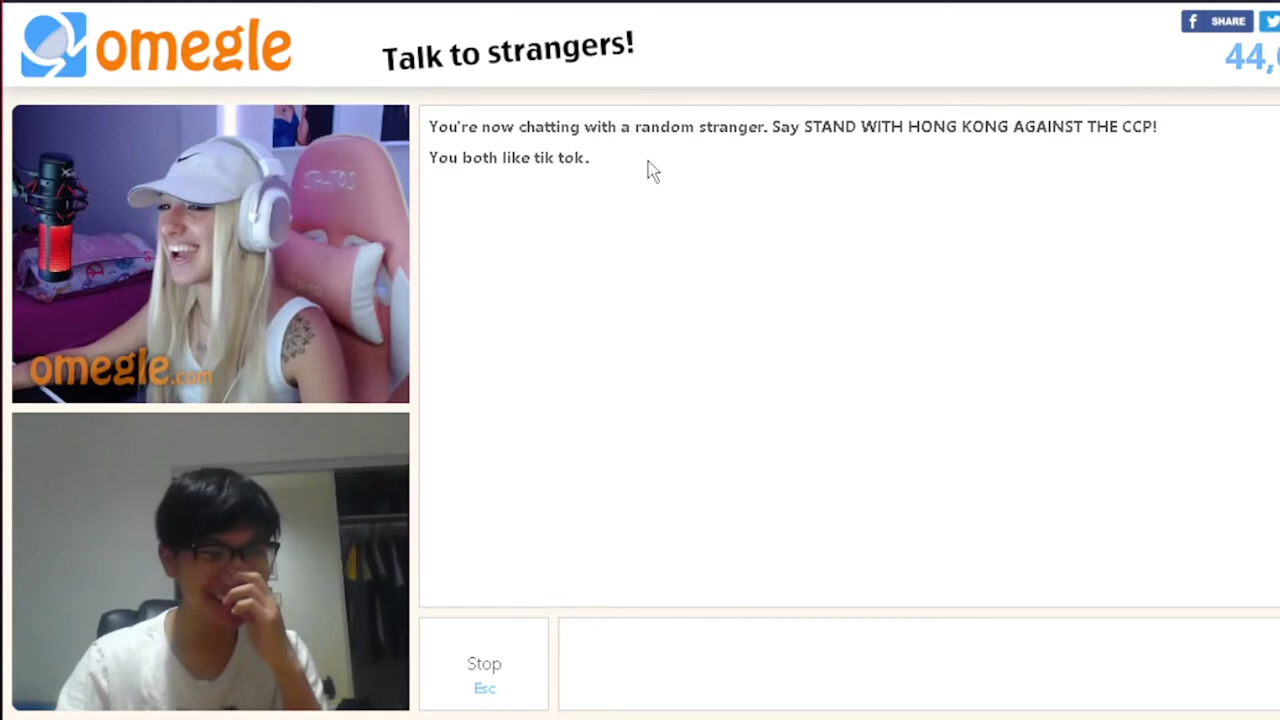 omegle
Talk to strangers!
f SHARE
44,
You're now chatting with a random stranger. Say STAND WITH HONG KONG AGAINST THE CCP!
You both like tik tok.
STRATOS
omegle.com
Stop
Esc